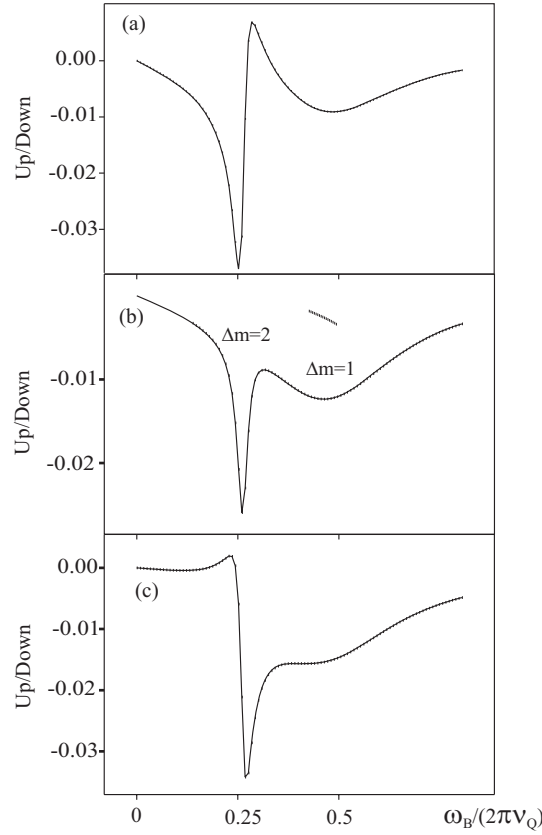 (a)
0.00
-0.01
-0.02
-0.03
Up/Down
(b)
Δm=2
Δm=1
-0.01
-0.02
Up/Down
0.00
(c)
-0.01
-0.02
-0.03
Up/Down
0 0.25 0.5 ω_B/(2πν_Q)